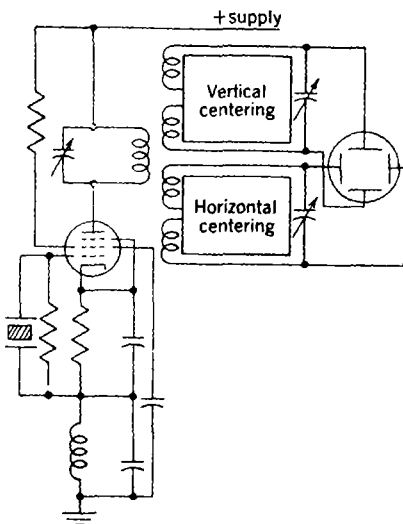 +supply
Vertical
centering
Horizontal
centering